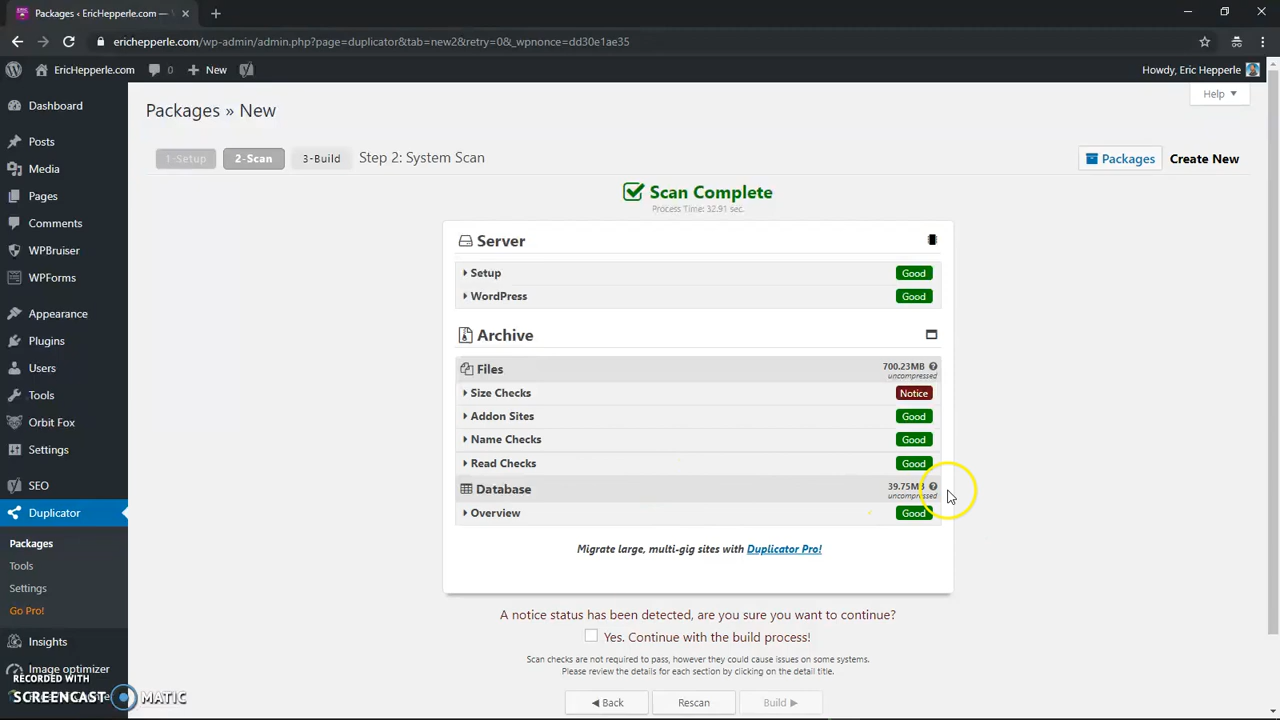 Packages ‹ EricHepperle.com —
erichepperle.com/wp-admin/admin.php?page=duplicator&tab=new2&retry=0&_wpnonce=dd30e1ae35
EricHepperle.com 0 + New Howdy, Eric Hepperle
Help
Dashboard
Posts
Media
Pages
Comments
WPBruiser
WPForms
Appearance
Plugins
Users
Tools
Orbit Fox
Settings
SEO
Duplicator
Packages
Tools
Settings
Go Pro!
Insights
Image optimizer
Packages » New
1-Setup 2-Scan 3-Build Step 2: System Scan Packages Create New
Scan Complete
Process Time: 32.91 sec.
Server
Setup Good
WordPress Good
Archive
Files 700.23MB
uncompressed
Size Checks Notice
Addon Sites Good
Name Checks Good
Read Checks Good
Database 39.75MB
uncompressed
Overview Good
Migrate large, multi-gig sites with Duplicator Pro!
A notice status has been detected, are you sure you want to continue?
Yes. Continue with the build process!
Scan checks are not required to pass, however they could cause issues on some systems.
Please review the details for each section by clicking on the detail title.
◀ Back Rescan Build ▶
RECORDED WITH
SCREENCAST MATIC